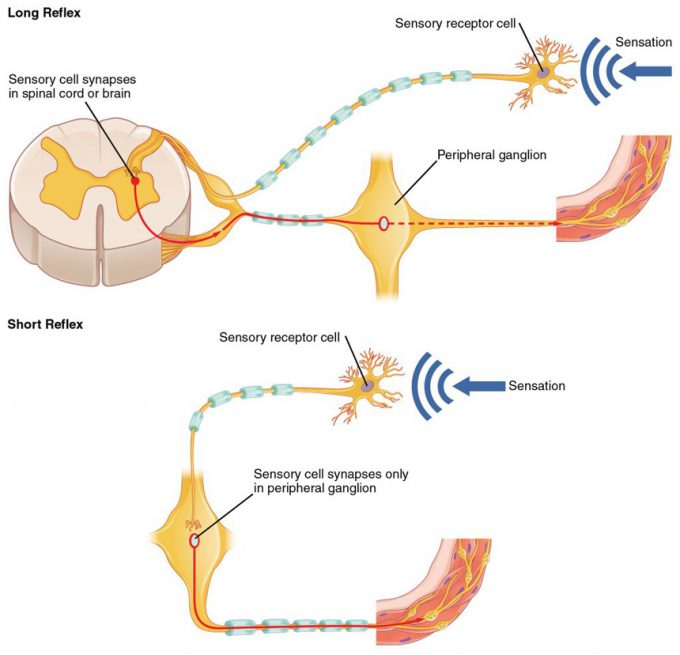 Long Reflex
Sensory receptor cell
Sensation
Sensory cell synapses
in spinal cord or brain
Peripheral ganglion
Short Reflex
Sensory receptor cell
Sensation
Sensory cell synapses only
in peripheral ganglion